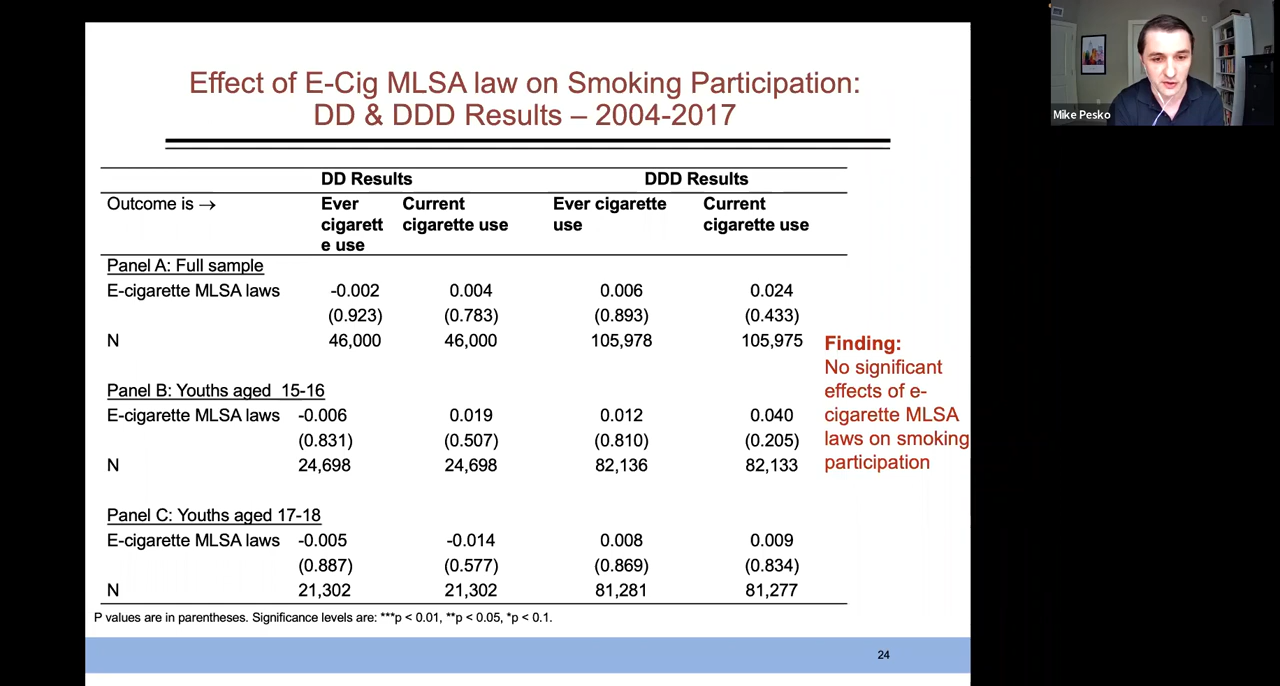 Effect of E-Cig MLSA law on Smoking Participation:
DD & DDD Results – 2004-2017
DD Results DDD Results
Outcome is → Ever cigarett e use Current cigarette use Ever cigarette use Current cigarette use
Panel A: Full sample
E-cigarette MLSA laws -0.002 0.004 0.006 0.024
(0.923) (0.783) (0.893) (0.433)
N 46,000 46,000 105,978 105,975
Panel B: Youths aged 15-16
E-cigarette MLSA laws -0.006 0.019 0.012 0.040
(0.831) (0.507) (0.810) (0.205)
N 24,698 24,698 82,136 82,133
Panel C: Youths aged 17-18
E-cigarette MLSA laws -0.005 -0.014 0.008 0.009
(0.887) (0.577) (0.869) (0.834)
N 21,302 21,302 81,281 81,277
P values are in parentheses. Significance levels are: ***p < 0.01, **p < 0.05, *p < 0.1.
Finding:
No significant
effects of e-
cigarette MLSA
laws on smoking
participation
24
Mike Pesko